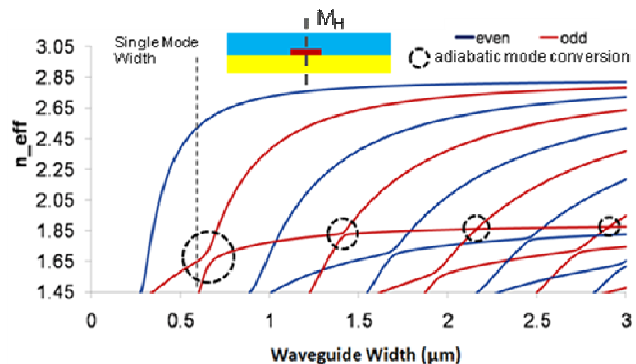 M_H
Single Mode
Width
even
odd
adiabatic mode conversion
n_eff
3.05
2.85
2.65
2.45
2.25
2.05
1.85
1.65
1.45
0
0.5
1
1.5
2
2.5
3
Waveguide Width (µm)